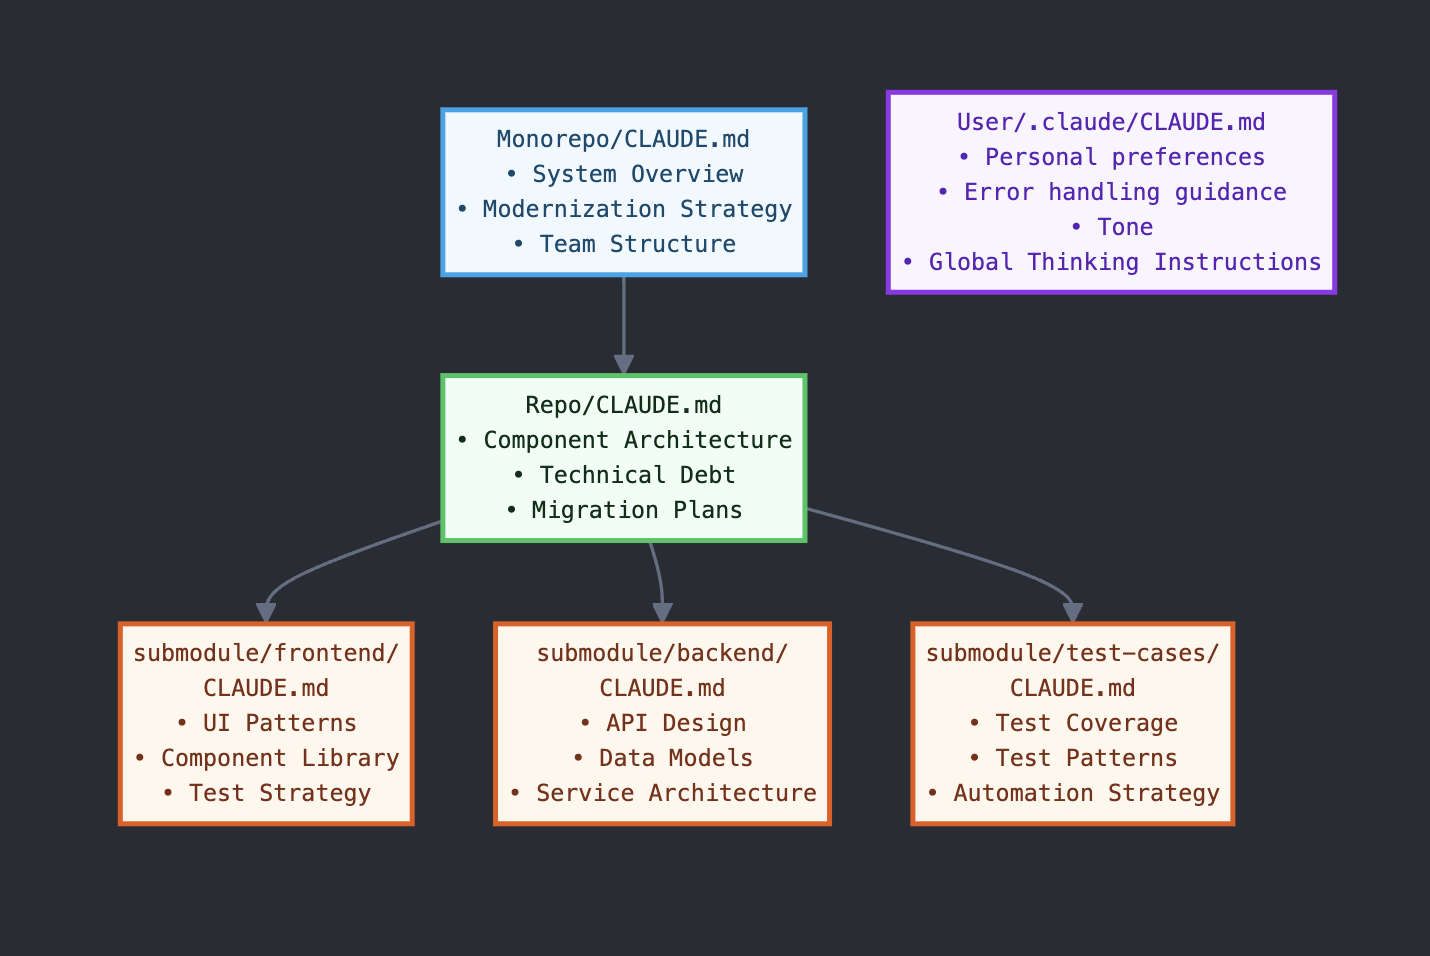 Monorepo/CLAUDE.md
• System Overview
• Modernization Strategy
• Team Structure
User/.claude/CLAUDE.md
• Personal preferences
• Error handling guidance
• Tone
• Global Thinking Instructions
Repo/CLAUDE.md
• Component Architecture
• Technical Debt
• Migration Plans
submodule/frontend/
CLAUDE.md
• UI Patterns
• Component Library
• Test Strategy
submodule/backend/
CLAUDE.md
• API Design
• Data Models
• Service Architecture
submodule/test-cases/
CLAUDE.md
• Test Coverage
• Test Patterns
• Automation Strategy